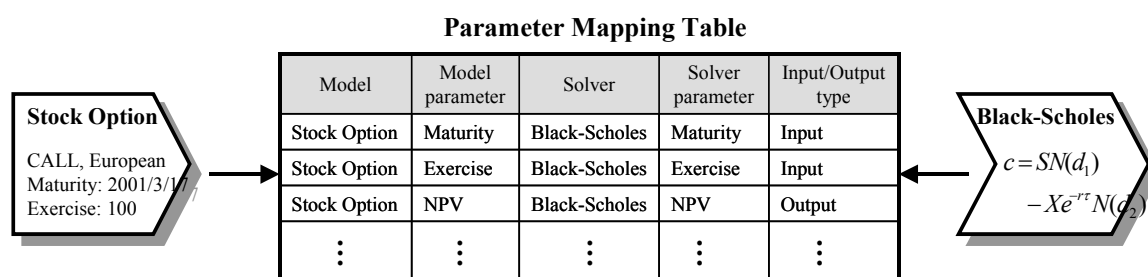 Parameter Mapping Table
Model Model parameter Solver Solver parameter Input/Output type
Stock Option Maturity Black-Scholes Maturity Input
Stock Option Exercise Black-Scholes Exercise Input
Stock Option NPV Black-Scholes NPV Output
⋮ ⋮ ⋮ ⋮ ⋮
Stock Option
CALL, European
Maturity: 2001/3/17
Exercise: 100
Black-Scholes
c = SN(d₁)
− Xe^{−rτ} N(d₂)